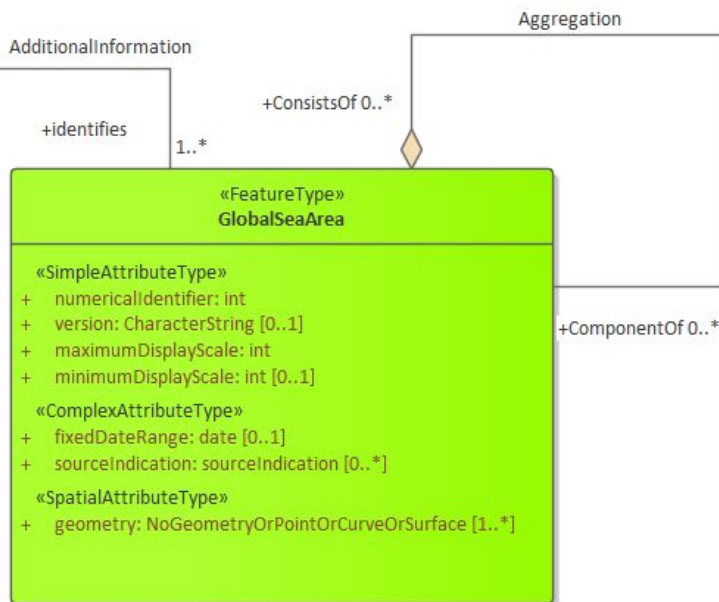 Aggregation
AdditionalInformation
+ConsistsOf 0..*
+identifies
1..*
«FeatureType»
GlobalSeaArea
«SimpleAttributeType»
+ numericalIdentifier: int
+ version: CharacterString [0..1]
+ maximumDisplayScale: int
+ minimumDisplayScale: int [0..1]
+ComponentOf 0..*
«ComplexAttributeType»
+ fixedDateRange: date [0..1]
+ sourceIndication: sourceIndication [0..*]
«SpatialAttributeType»
+ geometry: NoGeometryOrPointOrCurveOrSurface [1..*]